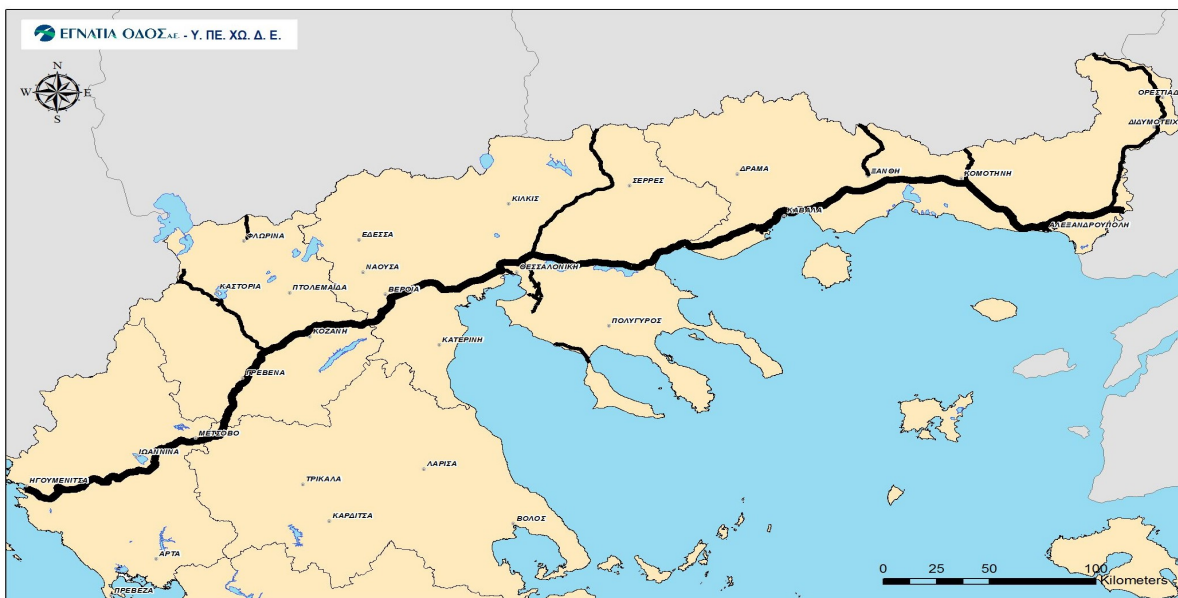 ΕΓΝΑΤΙΑ ΟΔΟΣ Α.Ε. - Υ. ΠΕ. ΧΩ. Δ. Ε.
N
W E
S
ΟΡΕΣΤΙΑΔ
ΔΙΔΥΜΟΤΕΙΧ
ΞΑΝΘΗ
ΚΟΜΟΤΗΝΗ
ΔΡΑΜΑ
ΣΕΡΡΕΣ
ΚΙΛΚΙΣ
ΚΑΒΑΛΑ
ΑΛΕΞΑΝΔΡΟΥΠΟΛΗ
ΦΛΩΡΙΝΑ
ΕΔΕΣΣΑ
ΝΑΟΥΣΑ
ΘΕΣΣΑΛΟΝΙΚΗ
ΚΑΣΤΟΡΙΑ
ΠΤΟΛΕΜΑΪΔΑ
ΒΕΡΟΙΑ
ΠΟΛΥΓΥΡΟΣ
ΚΟΖΑΝΗ
ΚΑΤΕΡΙΝΗ
ΓΡΕΒΕΝΑ
ΜΕΤΣΟΒΟ
ΙΩΑΝΝΙΝΑ
ΛΑΡΙΣΑ
ΗΓΟΥΜΕΝΙΤΣΑ
ΤΡΙΚΑΛΑ
ΚΑΡΔΙΤΣΑ
ΒΟΛΟΣ
ΑΡΤΑ
ΠΡΕΒΕΖΑ
0 25 50 100
Kilometers